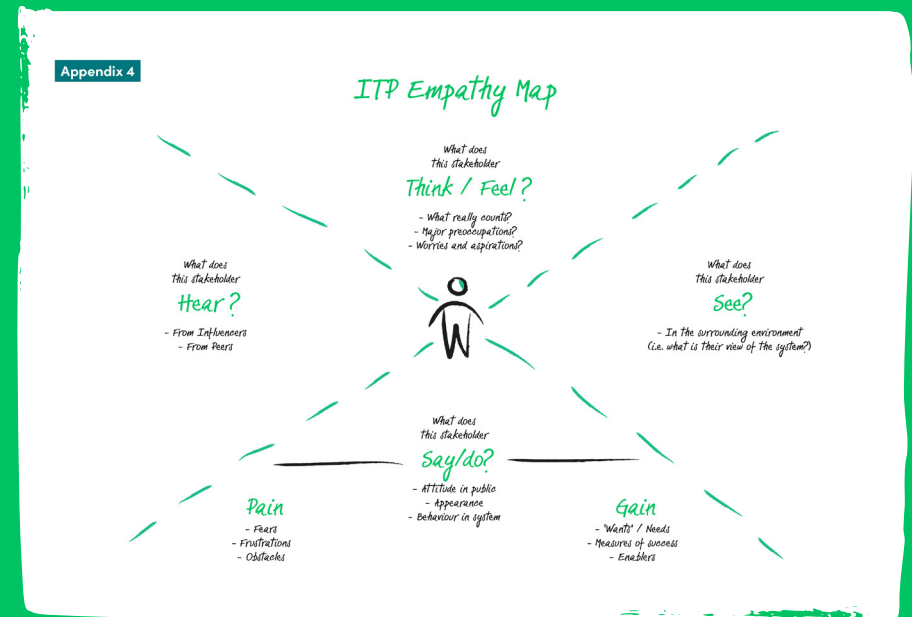 Appendix 4
ITP Empathy Map
What does
this stakeholder
Think / Feel?
- What really counts?
- Major preoccupations?
- Worries and aspirations?
What does
this stakeholder
Hear?
- From Influencers
- From Peers
What does
this stakeholder
See?
- In the surrounding environment
(i.e. what is their view of the system?)
What does
this stakeholder
Say/do?
- Attitude in public
- Appearance
- Behaviour in system
Pain
- Fears
- Frustrations
- Obstacles
Gain
- "Wants" / Needs
- Measures of success
- Enablers